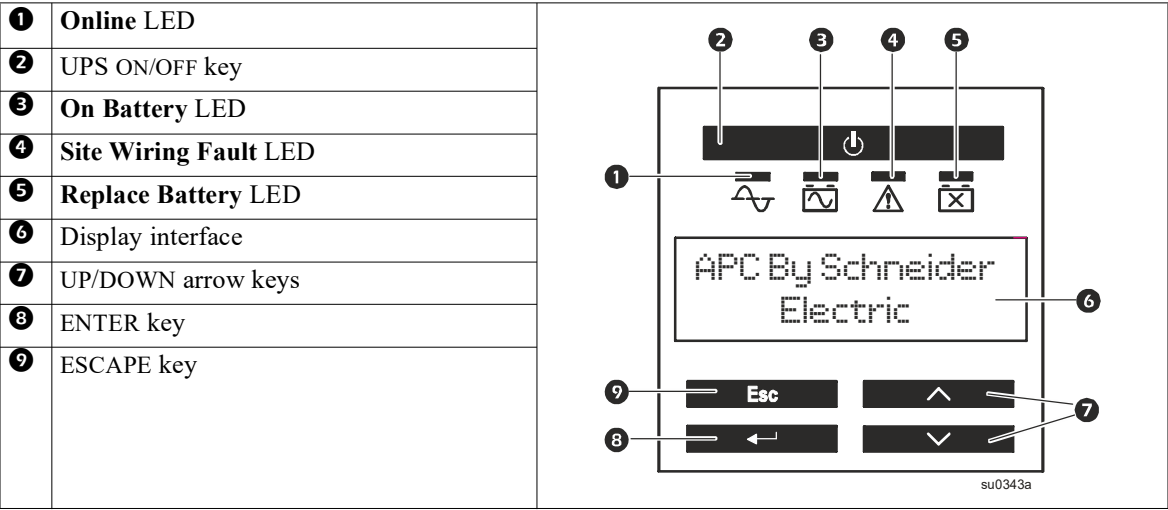 ❶ Online LED
❷ UPS ON/OFF key
❸ On Battery LED
❹ Site Wiring Fault LED
❺ Replace Battery LED
❻ Display interface
❼ UP/DOWN arrow keys
❽ ENTER key
❾ ESCAPE key
❷ ❸ ❹ ❺
❶
APC By Schneider
Electric
❻
❾ Esc
❼
❽
su0343a